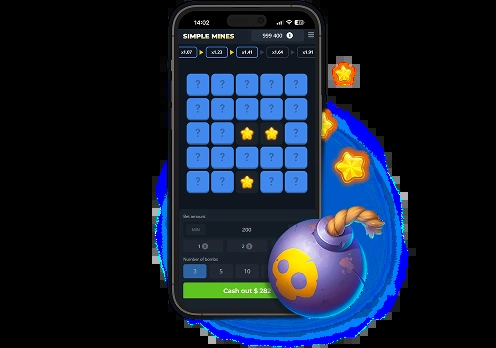 14:02
SIMPLE MINES
999 400
x1.07 x1.23 x1.41 x1.64 x1.91
? ? ? ? ?
? ? ? ? ?
? ? ?
? ? ? ? ?
? ? ? ?
Bet amount
MIN 200
1 2
Number of bombs
3 5 10
Cash out $ 282